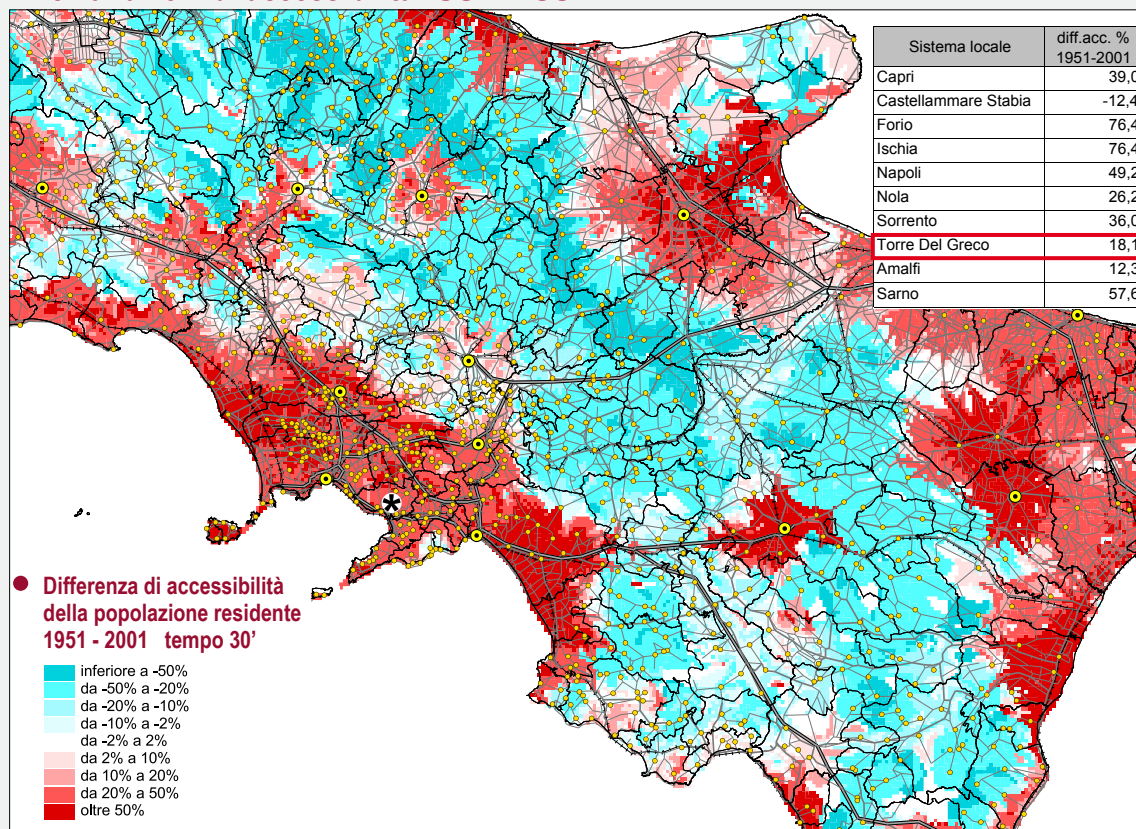 Sistema locale
diff.acc. %
1951-2001
Capri 39,0
Castellammare Stabia -12,4
Forio 76,4
Ischia 76,4
Napoli 49,2
Nola 26,2
Sorrento 36,0
Torre Del Greco 18,1
Amalfi 12,3
Sarno 57,6
Differenza di accessibilità
della popolazione residente
1951 - 2001 tempo 30’
inferiore a -50%
da -50% a -20%
da -20% a -10%
da -10% a -2%
da -2% a 2%
da 2% a 10%
da 10% a 20%
da 20% a 50%
oltre 50%